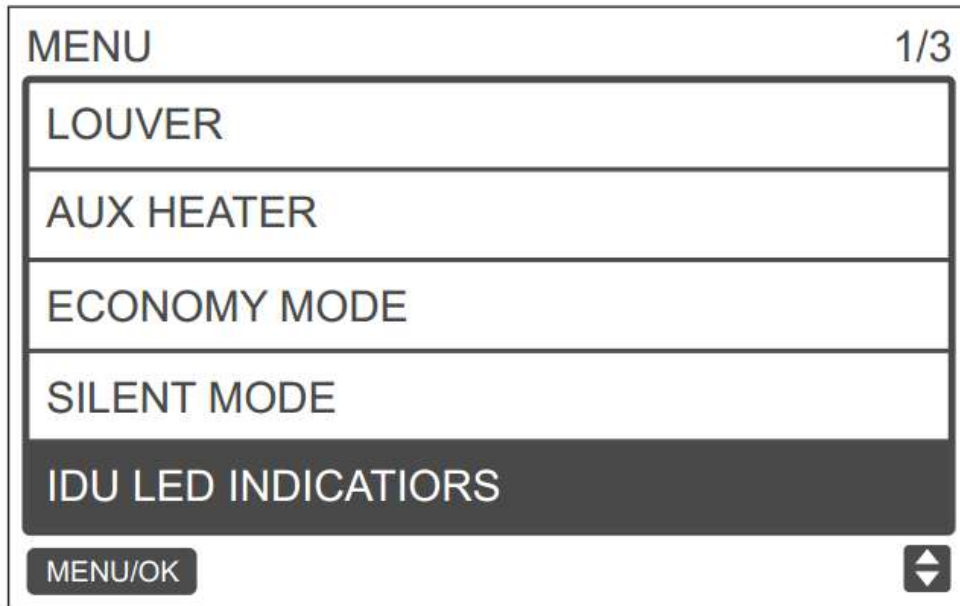 MENU 1/3
LOUVER
AUX HEATER
ECONOMY MODE
SILENT MODE
IDU LED INDICATIORS
MENU/OK